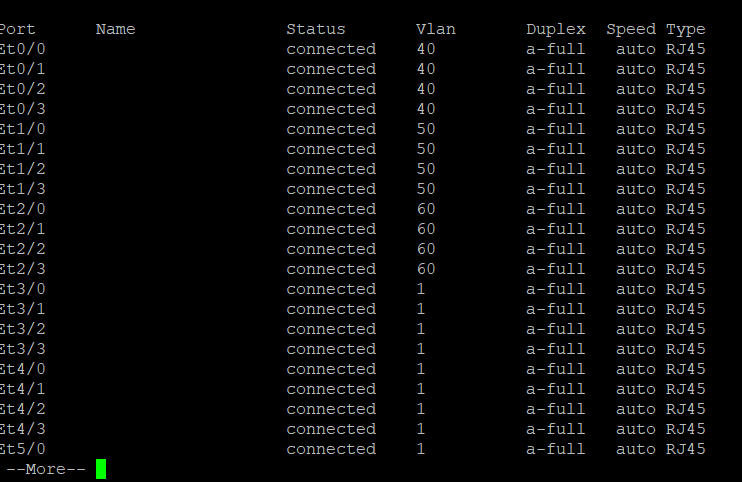 Port      Name               Status       Vlan       Duplex  Speed Type
Et0/0                        connected    40         a-full   auto RJ45
Et0/1                        connected    40         a-full   auto RJ45
Et0/2                        connected    40         a-full   auto RJ45
Et0/3                        connected    40         a-full   auto RJ45
Et1/0                        connected    50         a-full   auto RJ45
Et1/1                        connected    50         a-full   auto RJ45
Et1/2                        connected    50         a-full   auto RJ45
Et1/3                        connected    50         a-full   auto RJ45
Et2/0                        connected    60         a-full   auto RJ45
Et2/1                        connected    60         a-full   auto RJ45
Et2/2                        connected    60         a-full   auto RJ45
Et2/3                        connected    60         a-full   auto RJ45
Et3/0                        connected    1          a-full   auto RJ45
Et3/1                        connected    1          a-full   auto RJ45
Et3/2                        connected    1          a-full   auto RJ45
Et3/3                        connected    1          a-full   auto RJ45
Et4/0                        connected    1          a-full   auto RJ45
Et4/1                        connected    1          a-full   auto RJ45
Et4/2                        connected    1          a-full   auto RJ45
Et4/3                        connected    1          a-full   auto RJ45
Et5/0                        connected    1          a-full   auto RJ45
 --More--